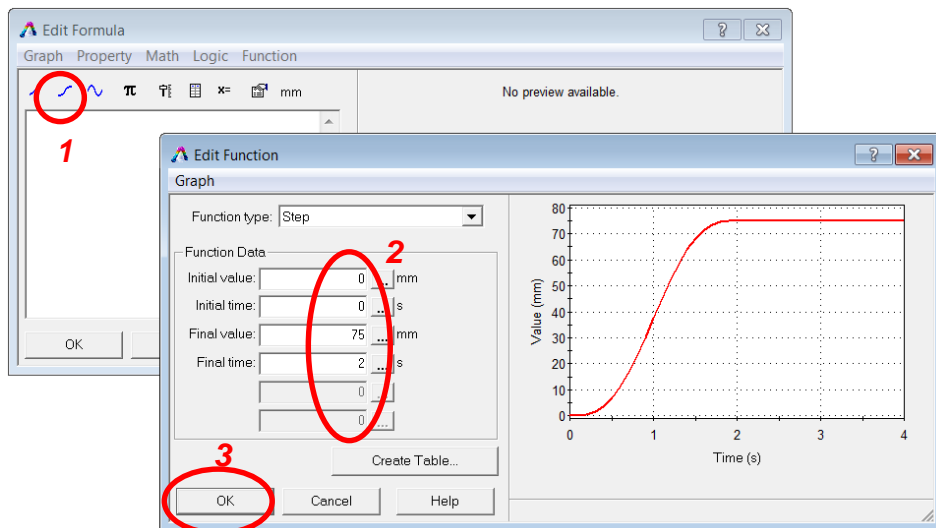 Edit Formula
Graph Property Math Logic Function
π x= mm
No preview available.
1
OK
Edit Function
Graph
Function type: Step
Function Data
2
Initial value: 0 ... mm
Initial time: 0 ... s
Final value: 75 ... mm
Final time: 2 ... s
0 ...
0 ...
Create Table...
3
OK Cancel Help
80
70
60
50
40
30
20
10
0
Value (mm)
0 1 2 3 4
Time (s)